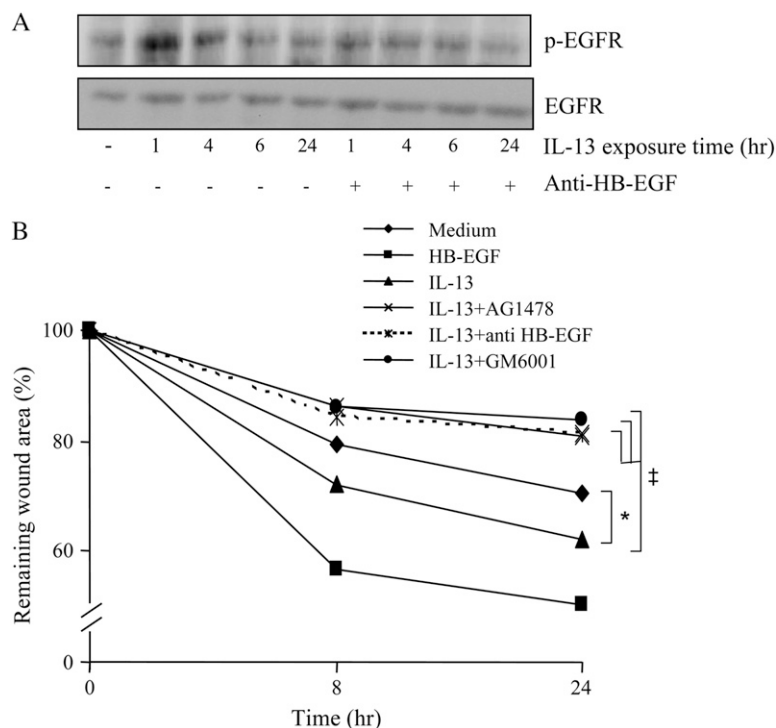 A
p-EGFR
EGFR
- 1 4 6 24 1 4 6 24 IL-13 exposure time (hr)
- - - - - + + + + Anti-HB-EGF
B
Medium
HB-EGF
IL-13
IL-13+AG1478
IL-13+anti HB-EGF
IL-13+GM6001
Remaining wound area (%)
100
80
60
0
‡
*
0 8 24
Time (hr)